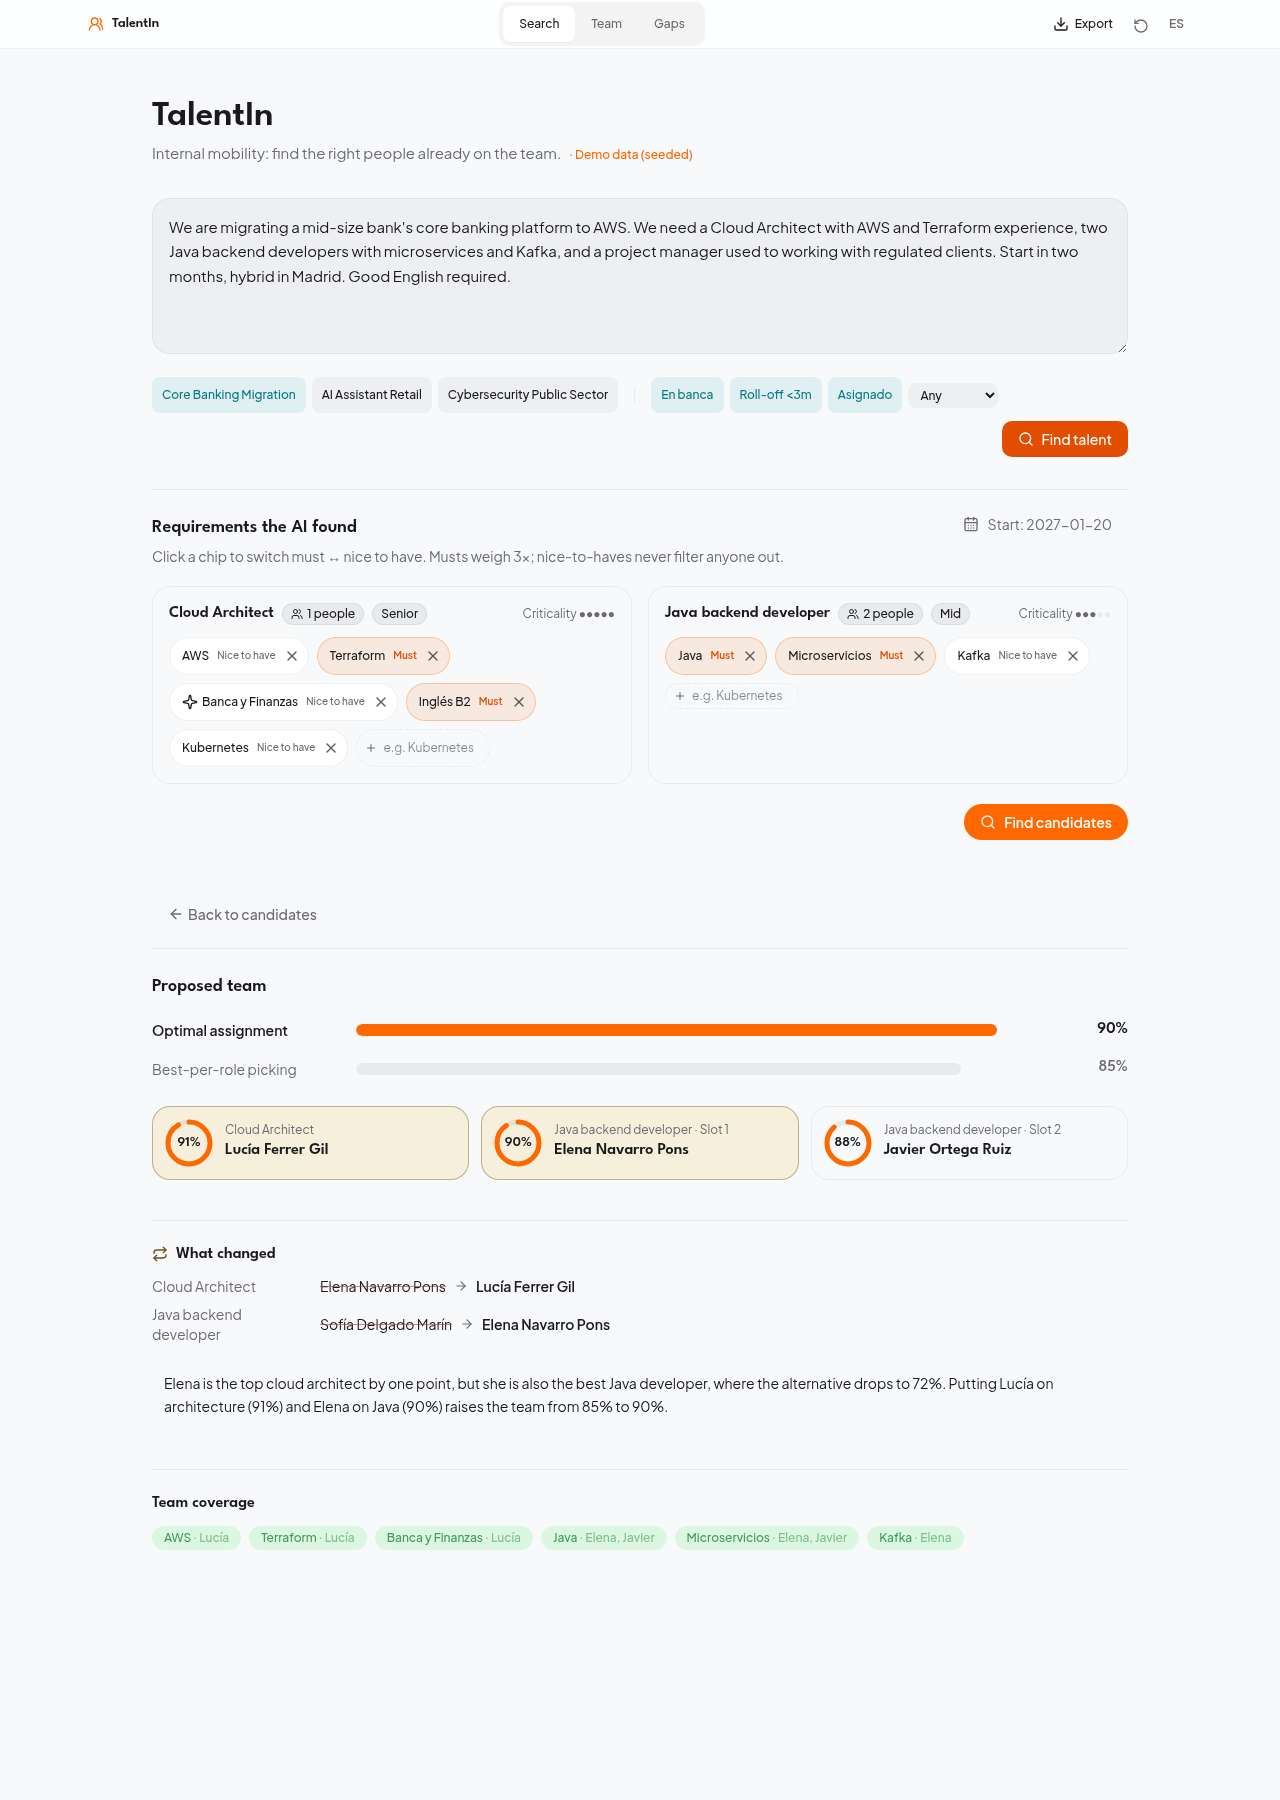 TalentIn
Search
Team
Gaps
Export
ES
TalentIn
Internal mobility: find the right people already on the team. · Demo data (seeded)
We are migrating a mid-size bank's core banking platform to AWS. We need a Cloud Architect with AWS and Terraform experience, two
Java backend developers with microservices and Kafka, and a project manager used to working with regulated clients. Start in two
months, hybrid in Madrid. Good English required.
Core Banking Migration
AI Assistant Retail
Cybersecurity Public Sector
En banca
Roll-off <3m
Asignado
Any
Find talent
Requirements the AI found
Start: 2027-01-20
Click a chip to switch must ↔ nice to have. Musts weigh 3×; nice-to-haves never filter anyone out.
Cloud Architect
1 people
Senior
Criticality ●●●●●
AWS Nice to have
Terraform Must
Banca y Finanzas Nice to have
Inglés B2 Must
Kubernetes Nice to have
+ e.g. Kubernetes
Java backend developer
2 people
Mid
Criticality ●●●●●
Java Must
Microservicios Must
Kafka Nice to have
+ e.g. Kubernetes
Find candidates
← Back to candidates
Proposed team
Optimal assignment
90%
Best-per-role picking
85%
91%
Cloud Architect
Lucía Ferrer Gil
90%
Java backend developer · Slot 1
Elena Navarro Pons
88%
Java backend developer · Slot 2
Javier Ortega Ruiz
What changed
Cloud Architect
Elena Navarro Pons → Lucía Ferrer Gil
Java backend
developer
Sofía Delgado Marín → Elena Navarro Pons
Elena is the top cloud architect by one point, but she is also the best Java developer, where the alternative drops to 72%. Putting Lucía on
architecture (91%) and Elena on Java (90%) raises the team from 85% to 90%.
Team coverage
AWS · Lucía
Terraform · Lucía
Banca y Finanzas · Lucía
Java · Elena, Javier
Microservicios · Elena, Javier
Kafka · Elena